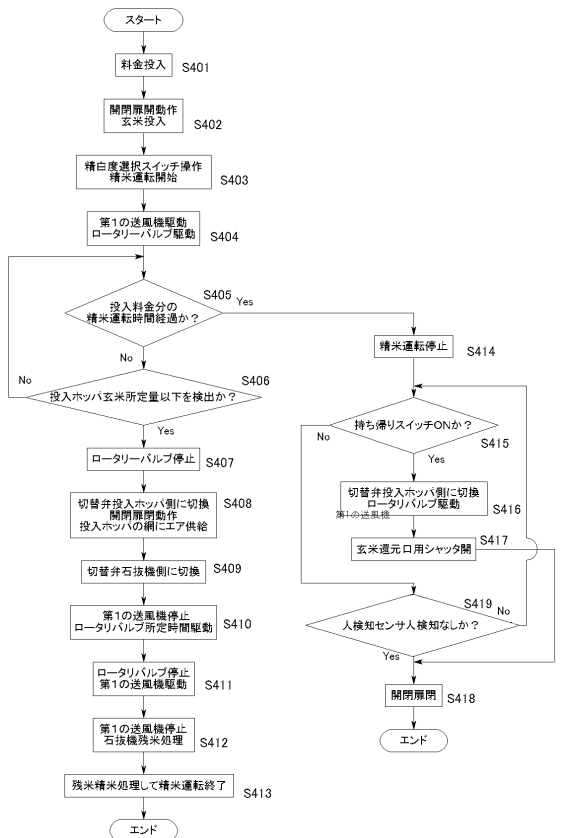 スタート
料金投入
S401
開閉扉開動作
玄米投入
S402
精白度選択スイッチ操作
精米運転開始
S403
第1の送風機駆動
ロータリーバルブ駆動
S404
投入料金分の
精米運転時間経過か？
S405
Yes
No
投入ホッパ玄米所定量以下を検出か？
S406
No
Yes
ロータリーバルブ停止
S407
切替弁投入ホッパ側に切換
開閉扉閉動作
投入ホッパの網にエア供給
S408
切替弁石抜機側に切換
S409
第1の送風機停止
ロータリバルブ所定時間駆動
S410
ロータリバルブ停止
第1の送風機駆動
S411
第1の送風機停止
石抜機残米処理
S412
残米精米処理して精米運転終了
S413
エンド
精米運転停止
S414
持ち帰りスイッチONか？
S415
No
Yes
切替弁投入ホッパ側に切換
ロータリバルブ駆動
第1の送風機
S416
玄米還元口用シャッタ開
S417
人検知センサ人検知なしか？
S419
No
Yes
開閉扉閉
S418
エンド